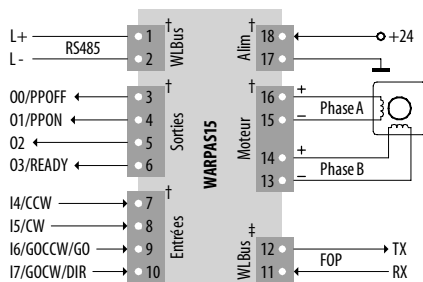 L+ 1 † 18 +24
L- RS485 2 WLBus Alim 17
O0/PPOFF 3 † † 16 + Phase A
O1/PPON 4 15 −
O2 5 Sorties WARPAS15 Moteur 14 + Phase B
O3/READY 6 13 −
I4/CCW 7 †
I5/CW 8 Entrées ‡
I6/GOCCW/GO 9 WLBus 12 FOP TX
I7/GOCW/DIR 10 11 RX